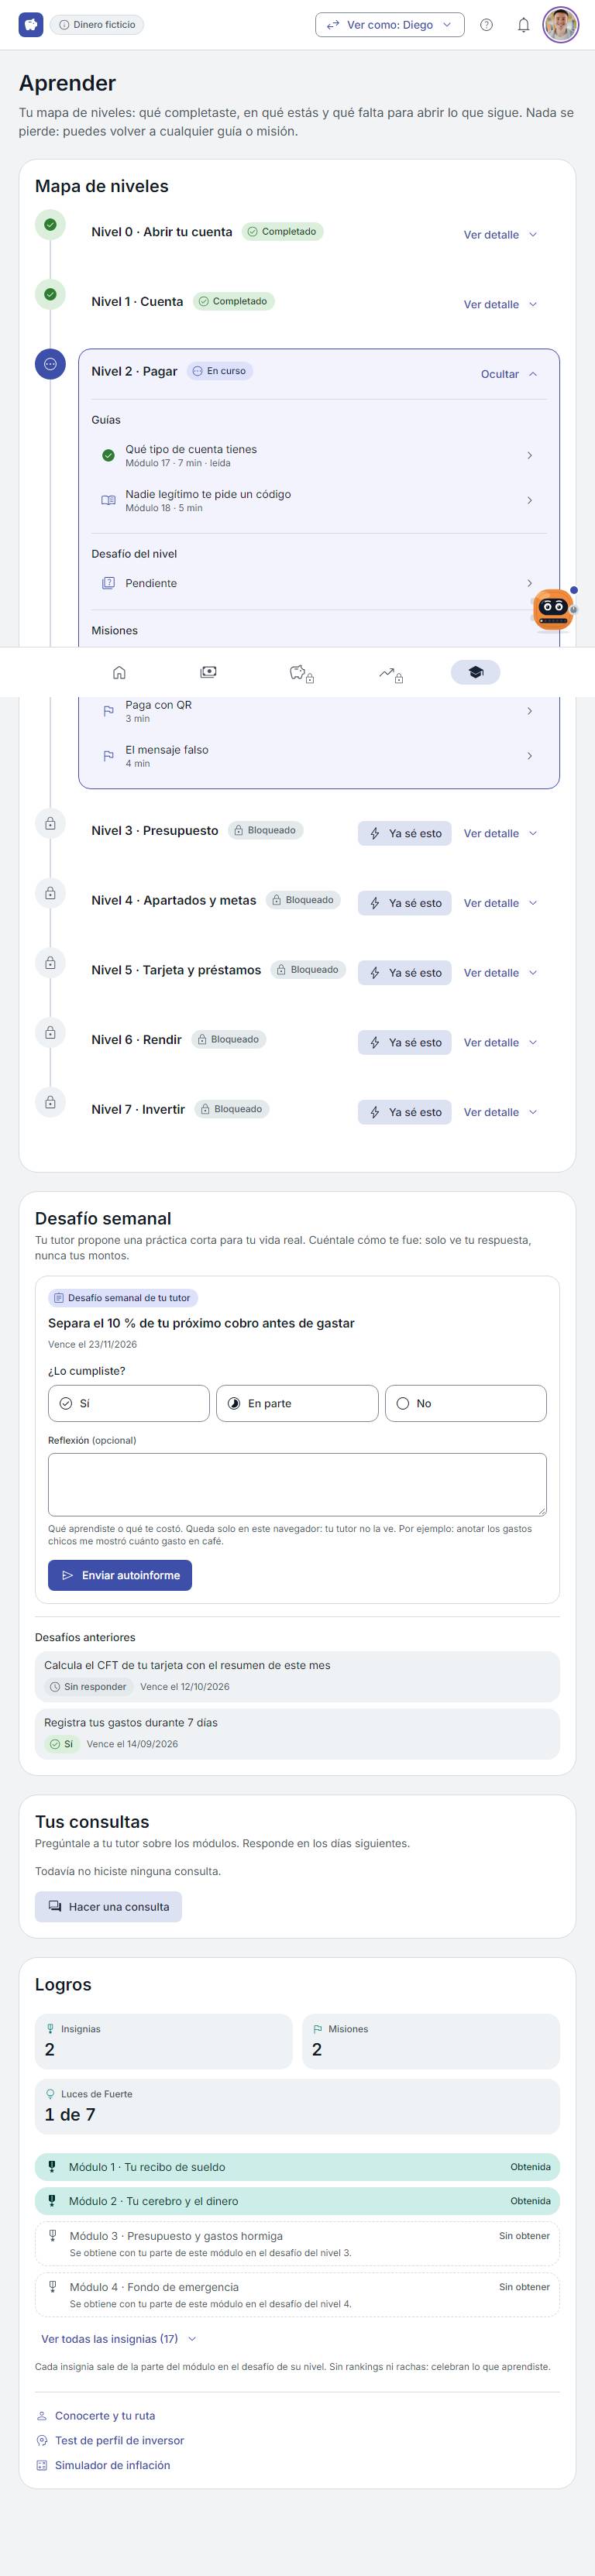 Dinero ficticio
Ver como: Diego
Aprender
Tu mapa de niveles: qué completaste, en qué estás y qué falta para abrir lo que sigue. Nada se
pierde: puedes volver a cualquier guía o misión.
Mapa de niveles
Nivel 0 · Abrir tu cuenta
Completado
Ver detalle
Nivel 1 · Cuenta
Completado
Ver detalle
Nivel 2 · Pagar
En curso
Ocultar
Guías
Qué tipo de cuenta tienes
Módulo 17 · 7 min · leida
Nadie legítimo te pide un código
Módulo 18 · 5 min
Desafío del nivel
Pendiente
Misiones
Paga con QR
3 min
El mensaje falso
4 min
Nivel 3 · Presupuesto
Bloqueado
Ya sé esto
Ver detalle
Nivel 4 · Apartados y metas
Bloqueado
Ya sé esto
Ver detalle
Nivel 5 · Tarjeta y préstamos
Bloqueado
Ya sé esto
Ver detalle
Nivel 6 · Rendir
Bloqueado
Ya sé esto
Ver detalle
Nivel 7 · Invertir
Bloqueado
Ya sé esto
Ver detalle
Desafío semanal
Tu tutor propone una práctica corta para tu vida real. Cuéntale cómo te fue: solo ve tu respuesta,
nunca tus montos.
Desafio semanal de tu tutor
Separa el 10 % de tu próximo cobro antes de gastar
Vence el 23/11/2026
¿Lo cumpliste?
Sí
En parte
No
Reflexión (opcional)
Qué aprendiste o qué te costó. Queda solo en este navegador: tu tutor no la ve. Por ejemplo: anotar los gastos
chicos me mostró cuánto gasto en café.
Enviar autoinforme
Desafíos anteriores
Calcula el CFT de tu tarjeta con el resumen de este mes
Sin responder
Vence el 12/10/2026
Registra tus gastos durante 7 días
Sí
Vence el 14/09/2026
Tus consultas
Pregúntale a tu tutor sobre los módulos. Responde en los días siguientes.
Todavía no hiciste ninguna consulta.
Hacer una consulta
Logros
Insignias
2
Misiones
2
Luces de Fuerte
1 de 7
Módulo 1 · Tu recibo de sueldo
Obtenida
Módulo 2 · Tu cerebro y el dinero
Obtenida
Módulo 3 · Presupuesto y gastos hormiga
Sin obtener
Se obtiene con tu parte de este módulo en el desafío del nivel 3.
Módulo 4 · Fondo de emergencia
Sin obtener
Se obtiene con tu parte de este módulo en el desafío del nivel 4.
Ver todas las insignias (17)
Cada insignia sale de la parte del módulo en el desafío de su nivel. Sin rankings ni rachas: celebran lo que aprendiste.
Conocerte y tu ruta
Test de perfil de inversor
Simulador de inflación